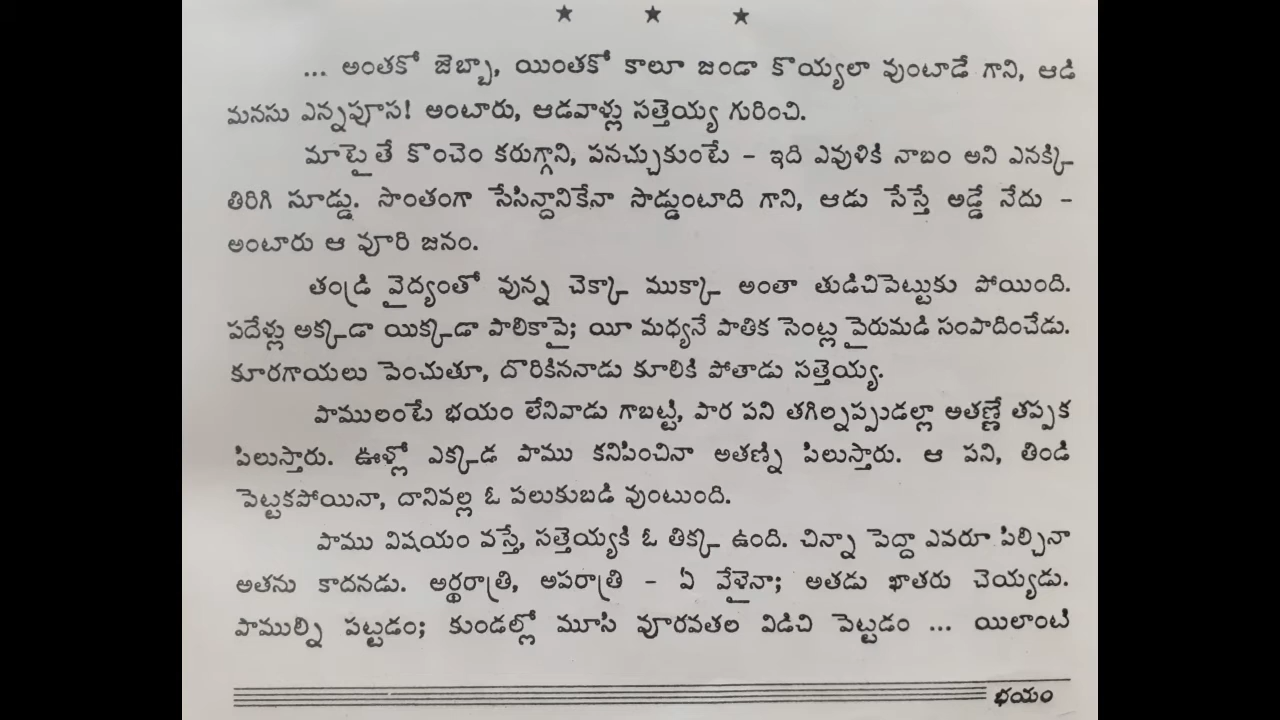 ★ ★ ★
... అంతకో జెబ్బా, యింతకో కాలూ జండా కొయ్యలా వుంటాడే గాని, ఆడి
మనసు ఎన్నపూస! అంటారు, ఆడవాళ్లు సత్తెయ్య గురించి.
మాటైతే కొంచెం కరుగ్గాని, పనచ్చుకుంటే – ఇది ఎవుళికి నాబం అని ఎనక్కి
తిరిగి సూడ్డు. సొంతంగా సేసిన్దానికేనా సొడ్డుంటాది గాని, ఆడు సేస్తే అడ్డే నేదు –
అంటారు ఆ వూరి జనం.
తండ్రి వైద్యంతో వున్న చెక్కా ముక్కా అంతా తుడిచిపెట్టుకు పోయింది.
పదేళ్లు అక్కడా యిక్కడా పాలికాపై; యీ మధ్యనే పాతిక సెంట్ల పైరుమడి సంపాదించేడు.
కూరగాయలు పెంచుతూ, దొరికిననాడు కూలికి పోతాడు సత్తెయ్య.
పాములంటే భయం లేనివాడు గాబట్టి, పార పని తగిల్నప్పుడల్లా అతణ్ణే తప్పక
పిలుస్తారు. ఊళ్లో ఎక్కడ పాము కనిపించినా అతణ్ని పిలుస్తారు. ఆ పని, తిండి
పెట్టకపోయినా, దానివల్ల ఓ పలుకుబడి వుంటుంది.
పాము విషయం వస్తే, సత్తెయ్యకి ఓ తిక్క ఉంది. చిన్నా పెద్దా ఎవరూ పిల్చినా
అతను కాదనడు. అర్థరాత్రి, అపరాత్రి – ఏ వేళైనా; అతడు ఖాతరు చెయ్యడు.
పాముల్ని పట్టడం; కుండల్లో మూసి వూరవతల విడిచి పెట్టడం ... యిలాంటి
భయం